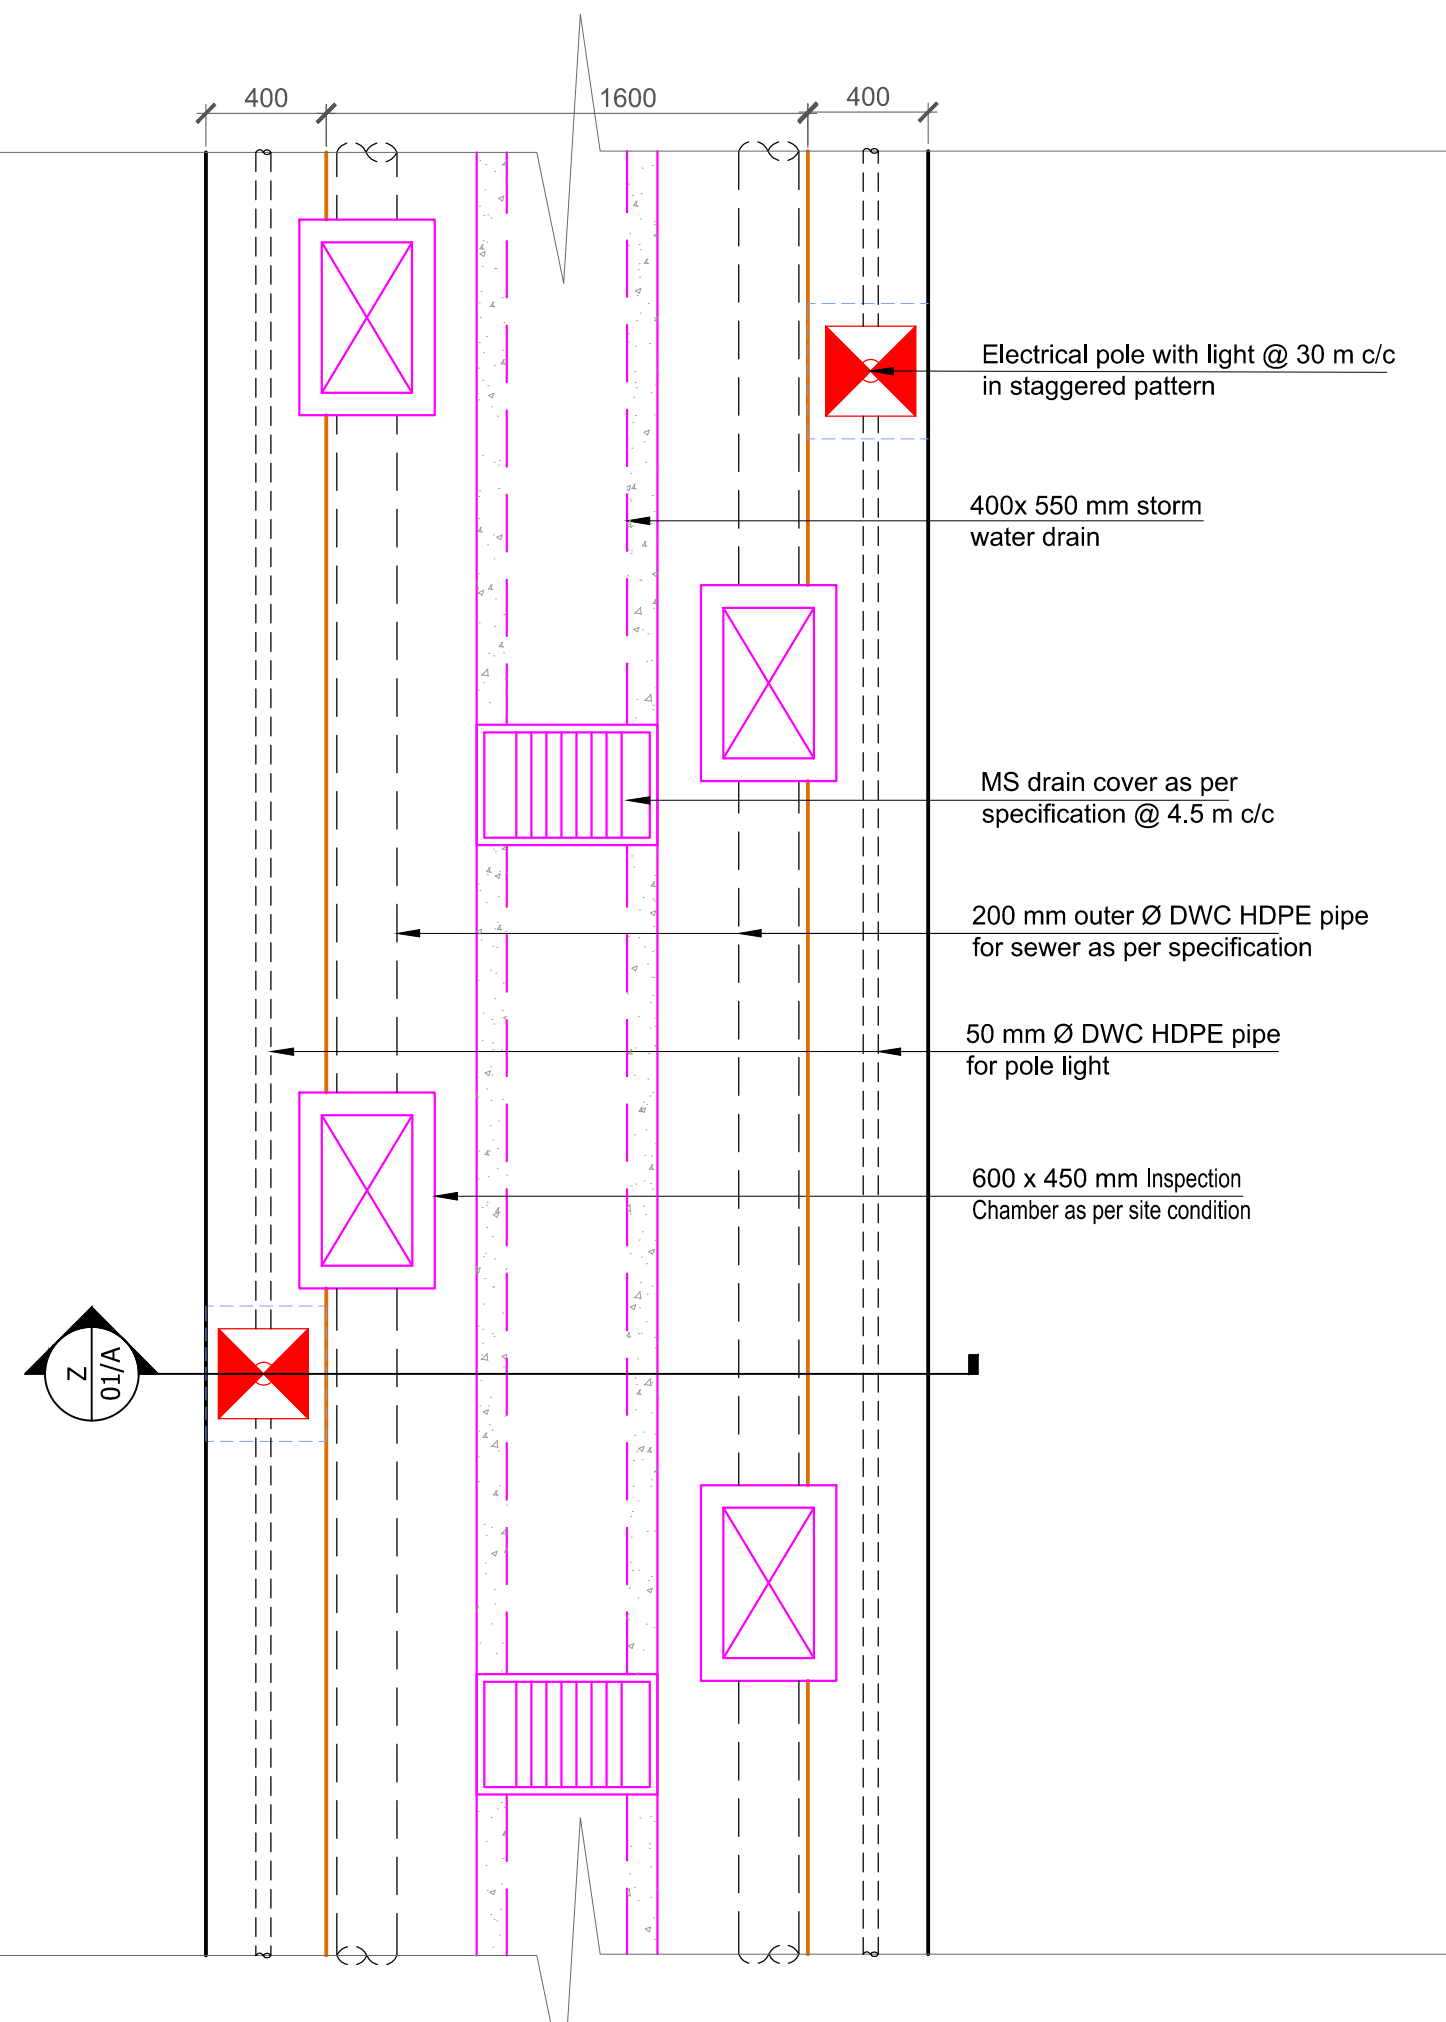 400
1600
400
Electrical pole with light @ 30 m c/c
in staggered pattern
400x 550 mm storm
water drain
MS drain cover as per
specification @ 4.5 m c/c
200 mm outer Ø DWC HDPE pipe
for sewer as per specification
50 mm Ø DWC HDPE pipe
for pole light
600 x 450 mm Inspection
Chamber as per site condition
Z
01/A